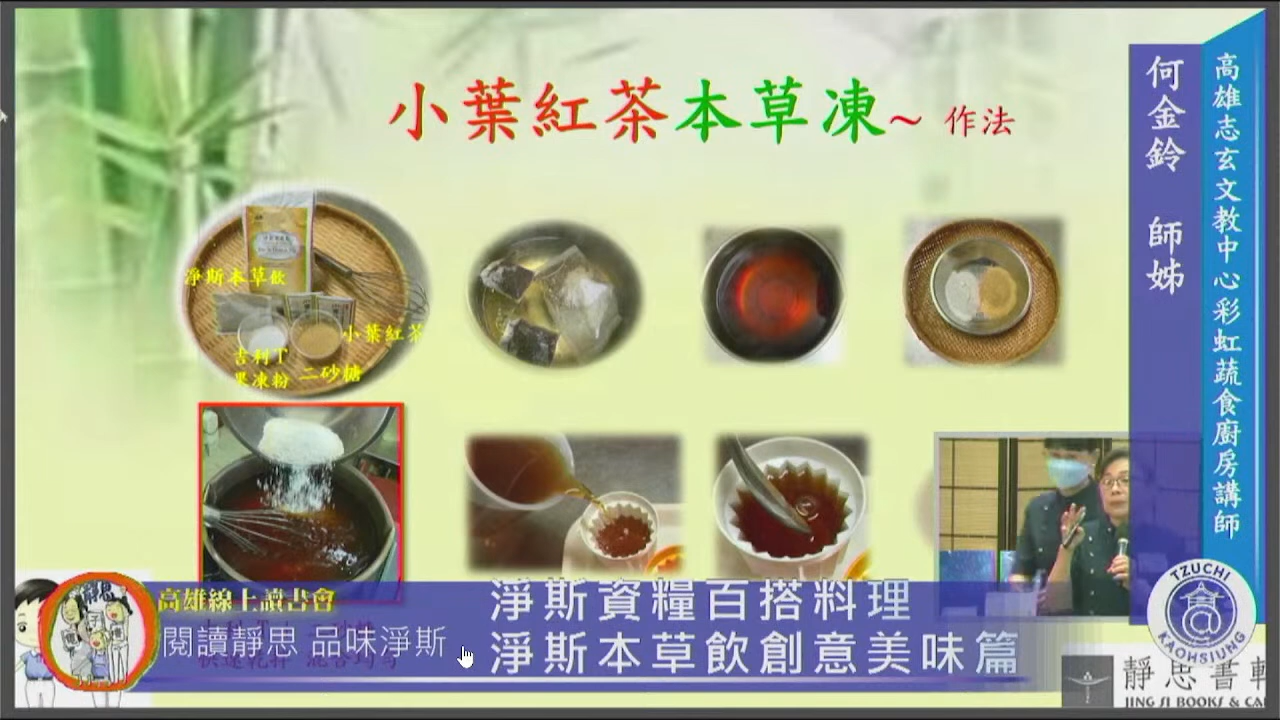 小葉紅茶本草凍～ 作法
淨斯本草飲
小葉紅茶
吉利T
果凍粉
二砂糖
高雄志玄文教中心彩虹蔬食廚房講師
何金鈴 師姊
高雄線上讀書會
閱讀靜思 品味淨斯
淨斯資糧百搭料理
淨斯本草飲創意美味篇
TZUCHI
KAOHSIUNG
靜思書軒
JING SI BOOKS & CA